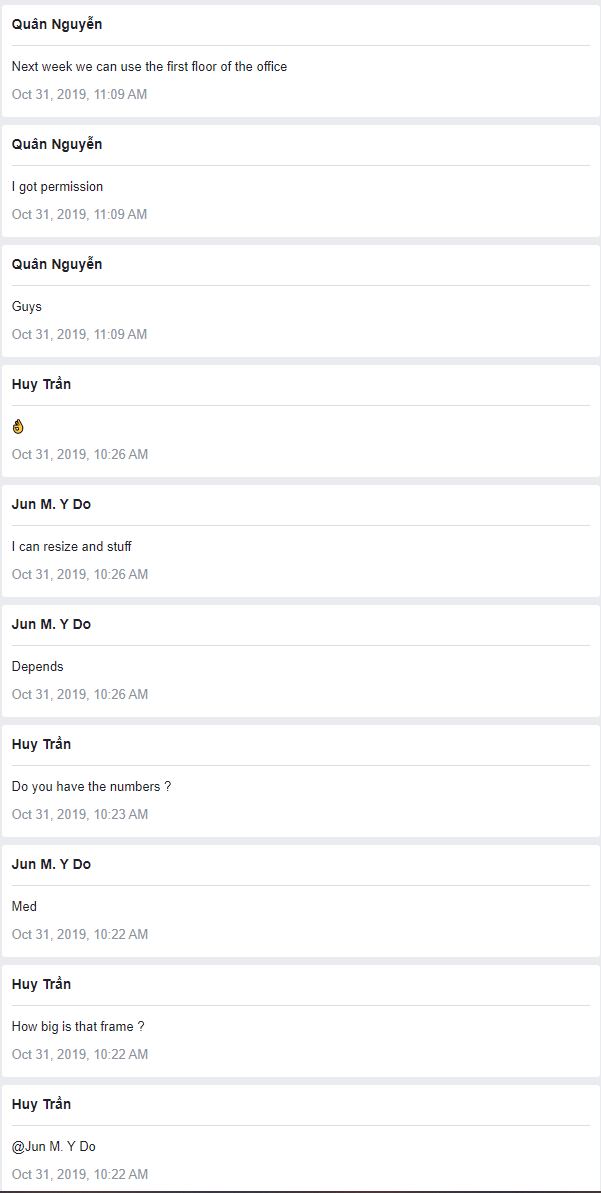 Quân Nguyễn
Next week we can use the first floor of the office
Oct 31, 2019, 11:09 AM
Quân Nguyễn
I got permission
Oct 31, 2019, 11:09 AM
Quân Nguyễn
Guys
Oct 31, 2019, 11:09 AM
Huy Trần
👌
Oct 31, 2019, 10:26 AM
Jun M. Y Do
I can resize and stuff
Oct 31, 2019, 10:26 AM
Jun M. Y Do
Depends
Oct 31, 2019, 10:26 AM
Huy Trần
Do you have the numbers ?
Oct 31, 2019, 10:23 AM
Jun M. Y Do
Med
Oct 31, 2019, 10:22 AM
Huy Trần
How big is that frame ?
Oct 31, 2019, 10:22 AM
Huy Trần
@Jun M. Y Do
Oct 31, 2019, 10:22 AM